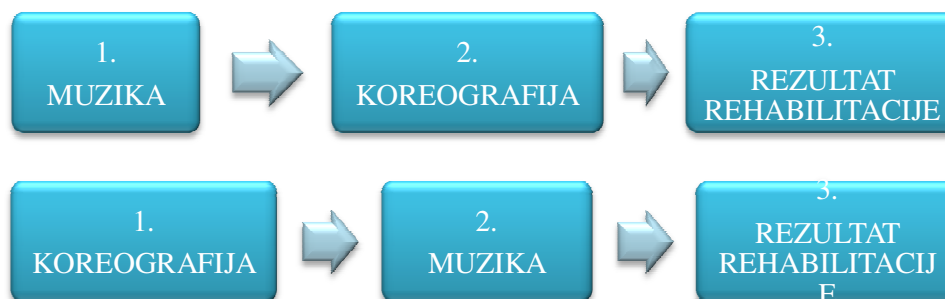 1.
MUZIKA
2.
KOREOGRAFIJA
3.
REZULTAT
REHABILITACIJE
1.
KOREOGRAFIJA
2.
MUZIKA
3.
REZULTAT
REHABILITACIJ
E